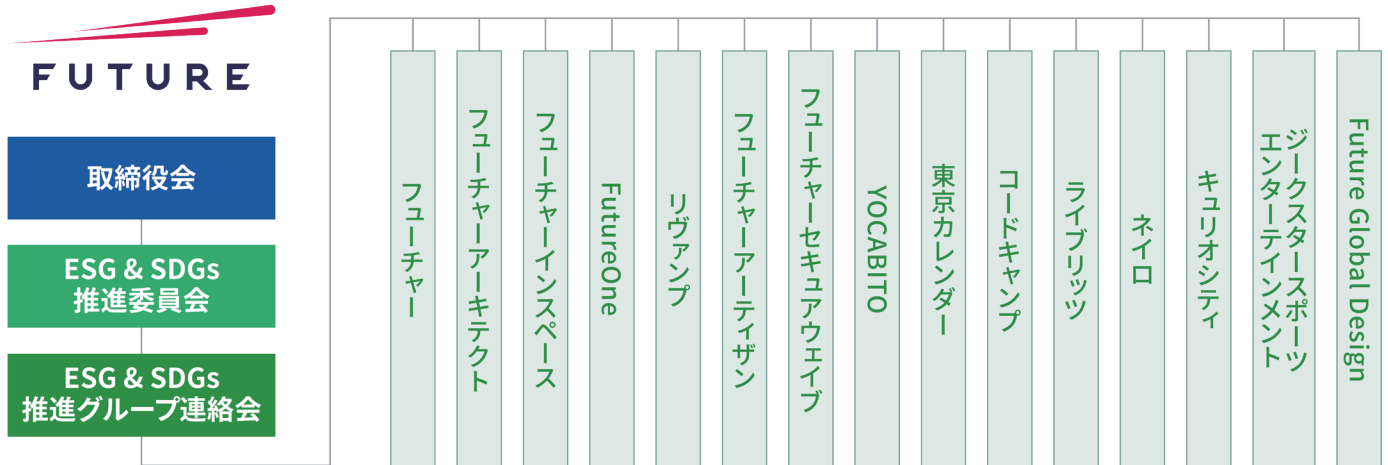 FUTURE
取締役会
ESG & SDGs
推進委員会
ESG & SDGs
推進グループ連絡会
フューチャー
フューチャーアーキテクト
フューチャーインスペース
FutureOne
リヴァンプ
フューチャーアーティザン
フューチャーセキュアウェイブ
YOCABITO
東京カレンダー
コードキャンプ
ライブリッツ
ネイロ
キュリオシティ
ジークスタースポーツ
エンターテインメント
Future Global Design